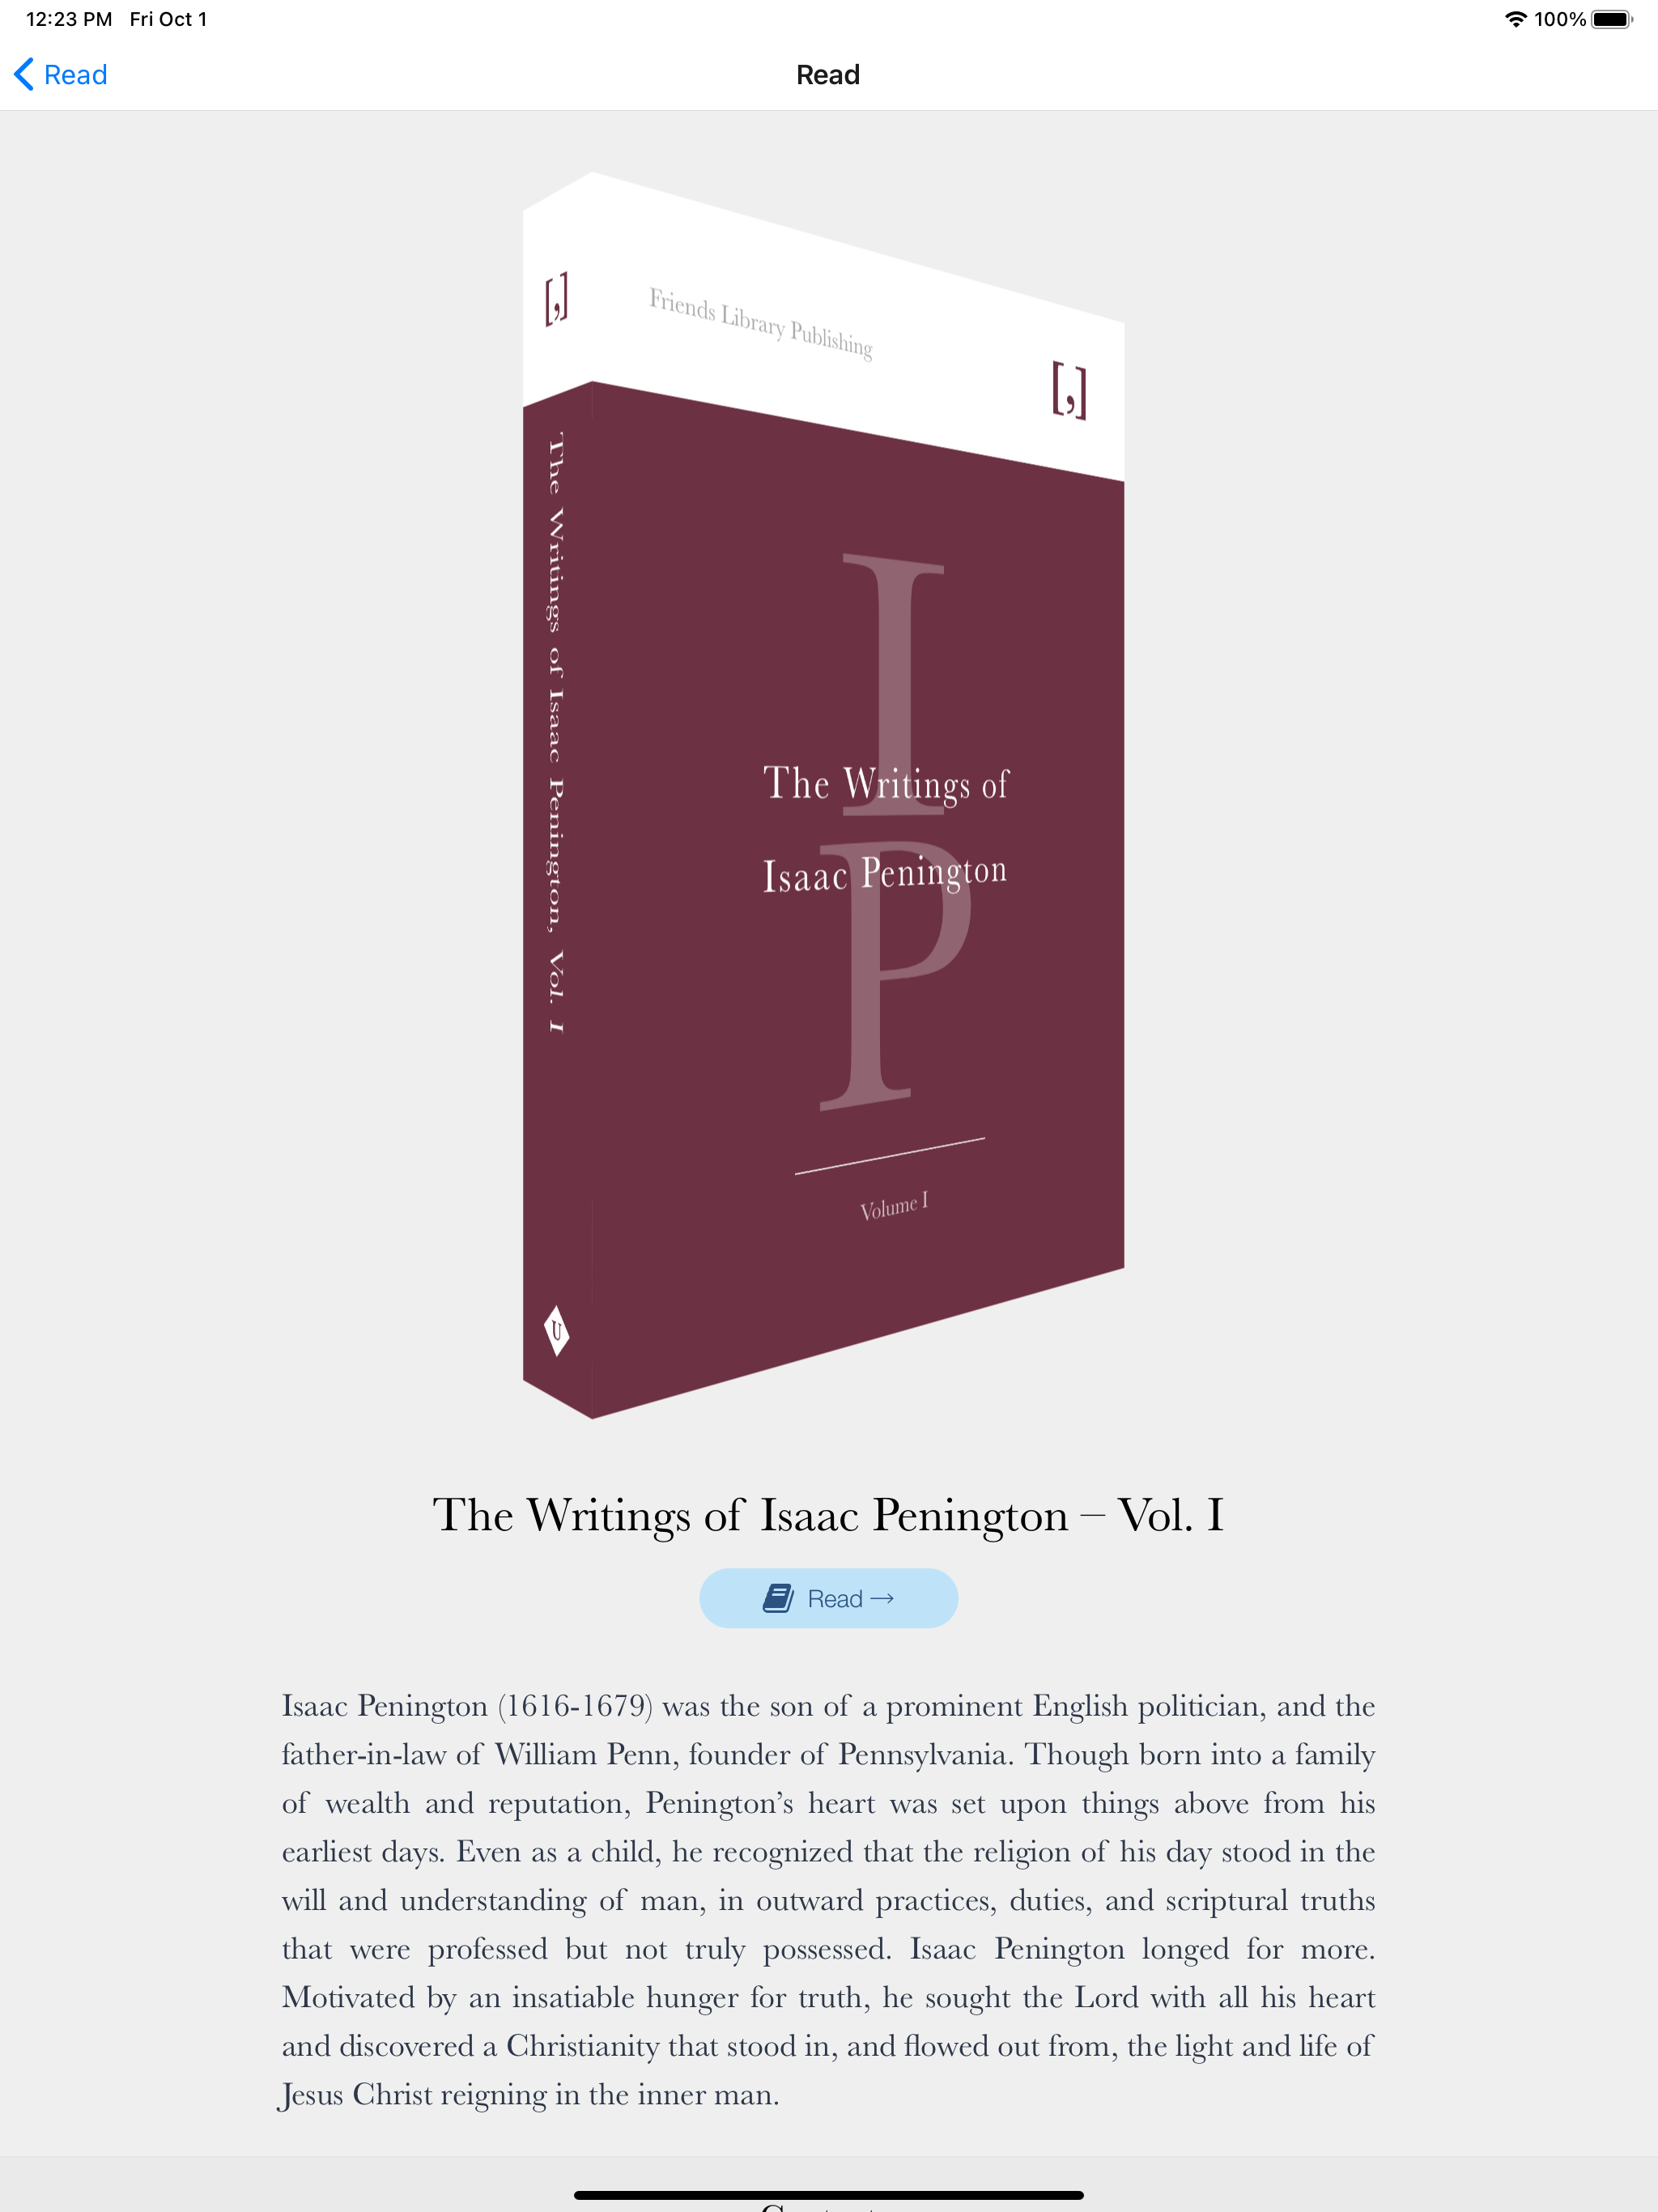 12:23 PM Fri Oct 1
100%
Read
Read
[,]
Friends Library Publishing
[,]
The Writings of Isaac Penington, Vol. I
I
The Writings of
Isaac Penington
P
Volume I
U
The Writings of Isaac Penington – Vol. I
Read →
Isaac Penington (1616-1679) was the son of a prominent English politician, and the
father-in-law of William Penn, founder of Pennsylvania. Though born into a family
of wealth and reputation, Penington’s heart was set upon things above from his
earliest days. Even as a child, he recognized that the religion of his day stood in the
will and understanding of man, in outward practices, duties, and scriptural truths
that were professed but not truly possessed. Isaac Penington longed for more.
Motivated by an insatiable hunger for truth, he sought the Lord with all his heart
and discovered a Christianity that stood in, and flowed out from, the light and life of
Jesus Christ reigning in the inner man.